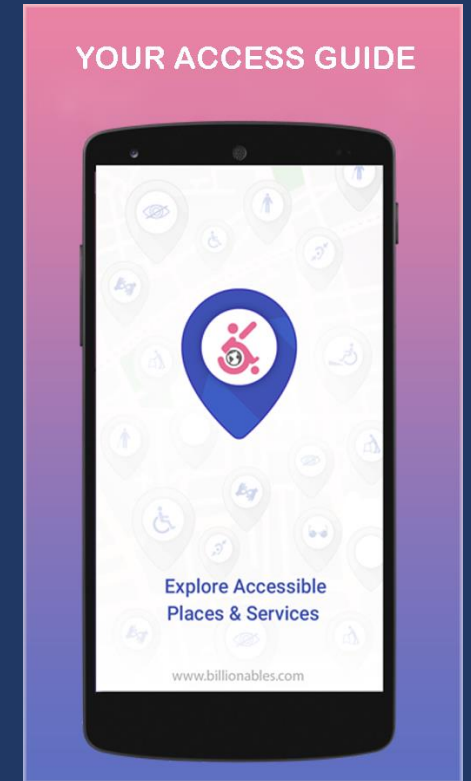 YOUR ACCESS GUIDE
Explore Accessible
Places & Services
www.billionables.com